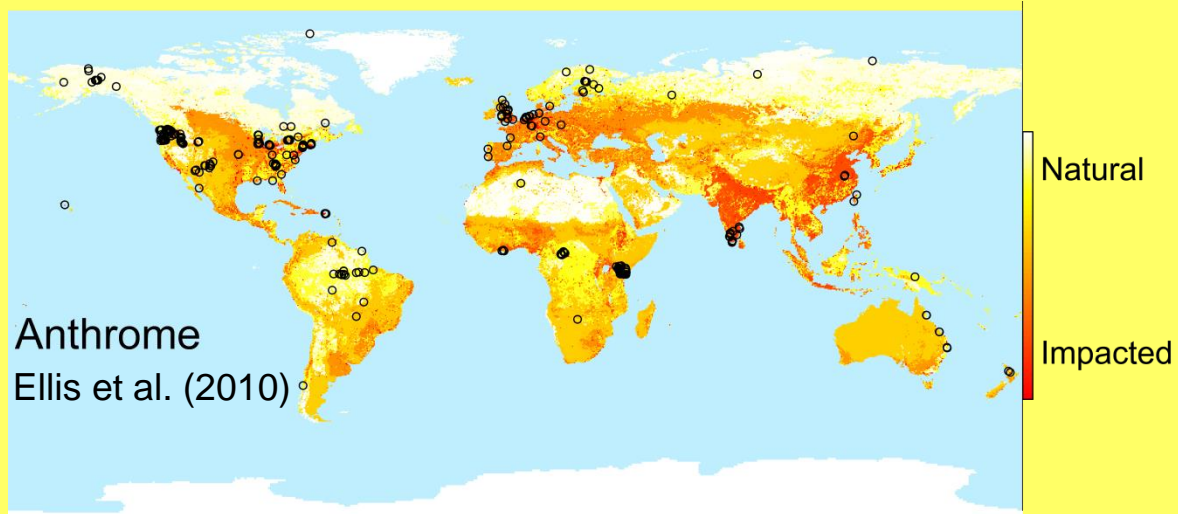 Natural
Anthrome
Impacted
Ellis et al. (2010)